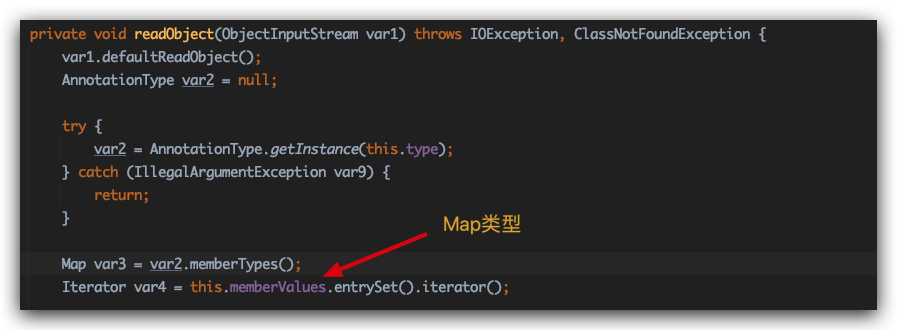 private void readObject(ObjectInputStream var1) throws IOException, ClassNotFoundException {
var1.defaultReadObject();
AnnotationType var2 = null;
try {
var2 = AnnotationType.getInstance(this.type);
} catch (IllegalArgumentException var9) {
return;
}
Map类型
Map var3 = var2.memberTypes();
Iterator var4 = this.memberValues.entrySet().iterator();